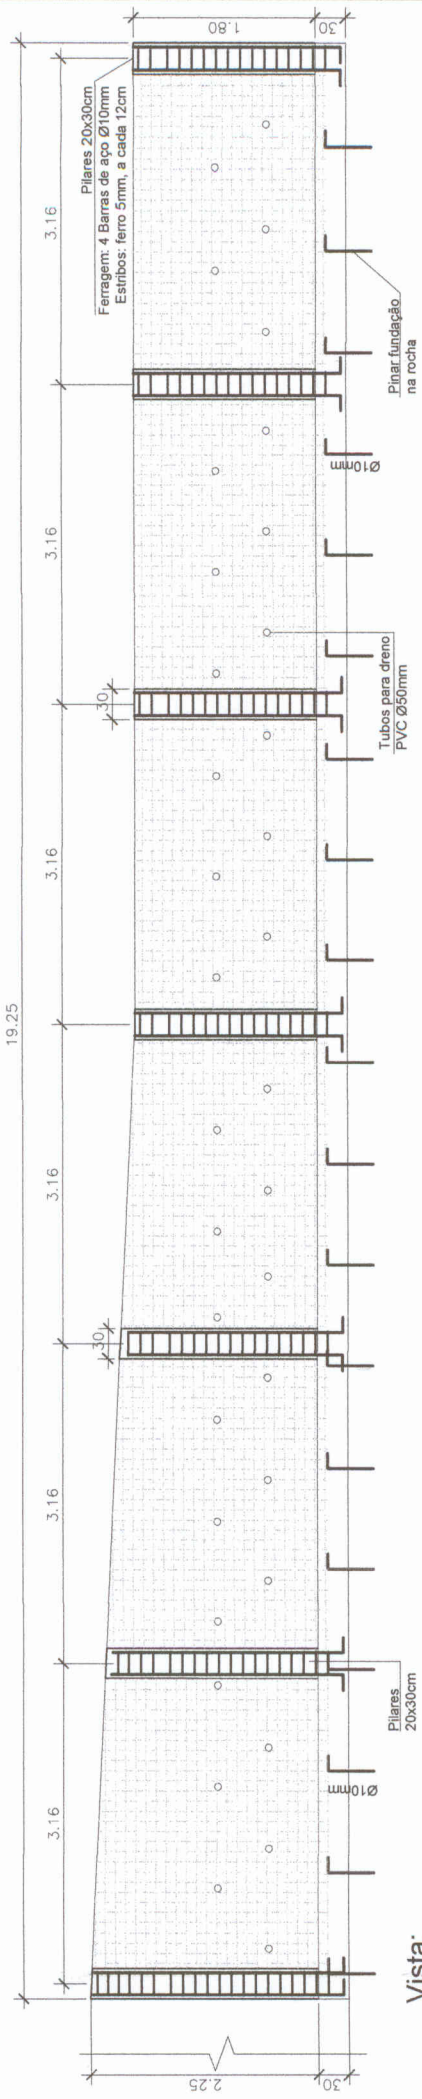 19.25
3.16
3.16
3.16
3.16
3.16
3.16
Pilares 20x30cm
Ferragem: 4 Barras de aço Ø10mm
Estribos: ferro 5mm, a cada 12cm
30
30
2.25
30
1.80
30
Pilares
20x30cm
Ø10mm
Tubos para dreno
PVC Ø50mm
Ø10mm
Pinar fundação
na rocha
Vista: